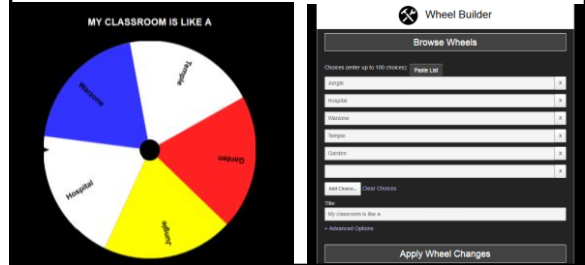 MY CLASSROOM IS LIKE A
Temple
Warzone
Garden
Hospital
Jungle
Wheel Builder
Browse Wheels
Choices (enter up to 100 choices)
Paste List
Jungle
X
Hospital
X
Warzone
X
Temple
X
Garden
X
X
Add Choice...
Clear Choices
Title:
My classroom is like a
+ Advanced Options
Apply Wheel Changes